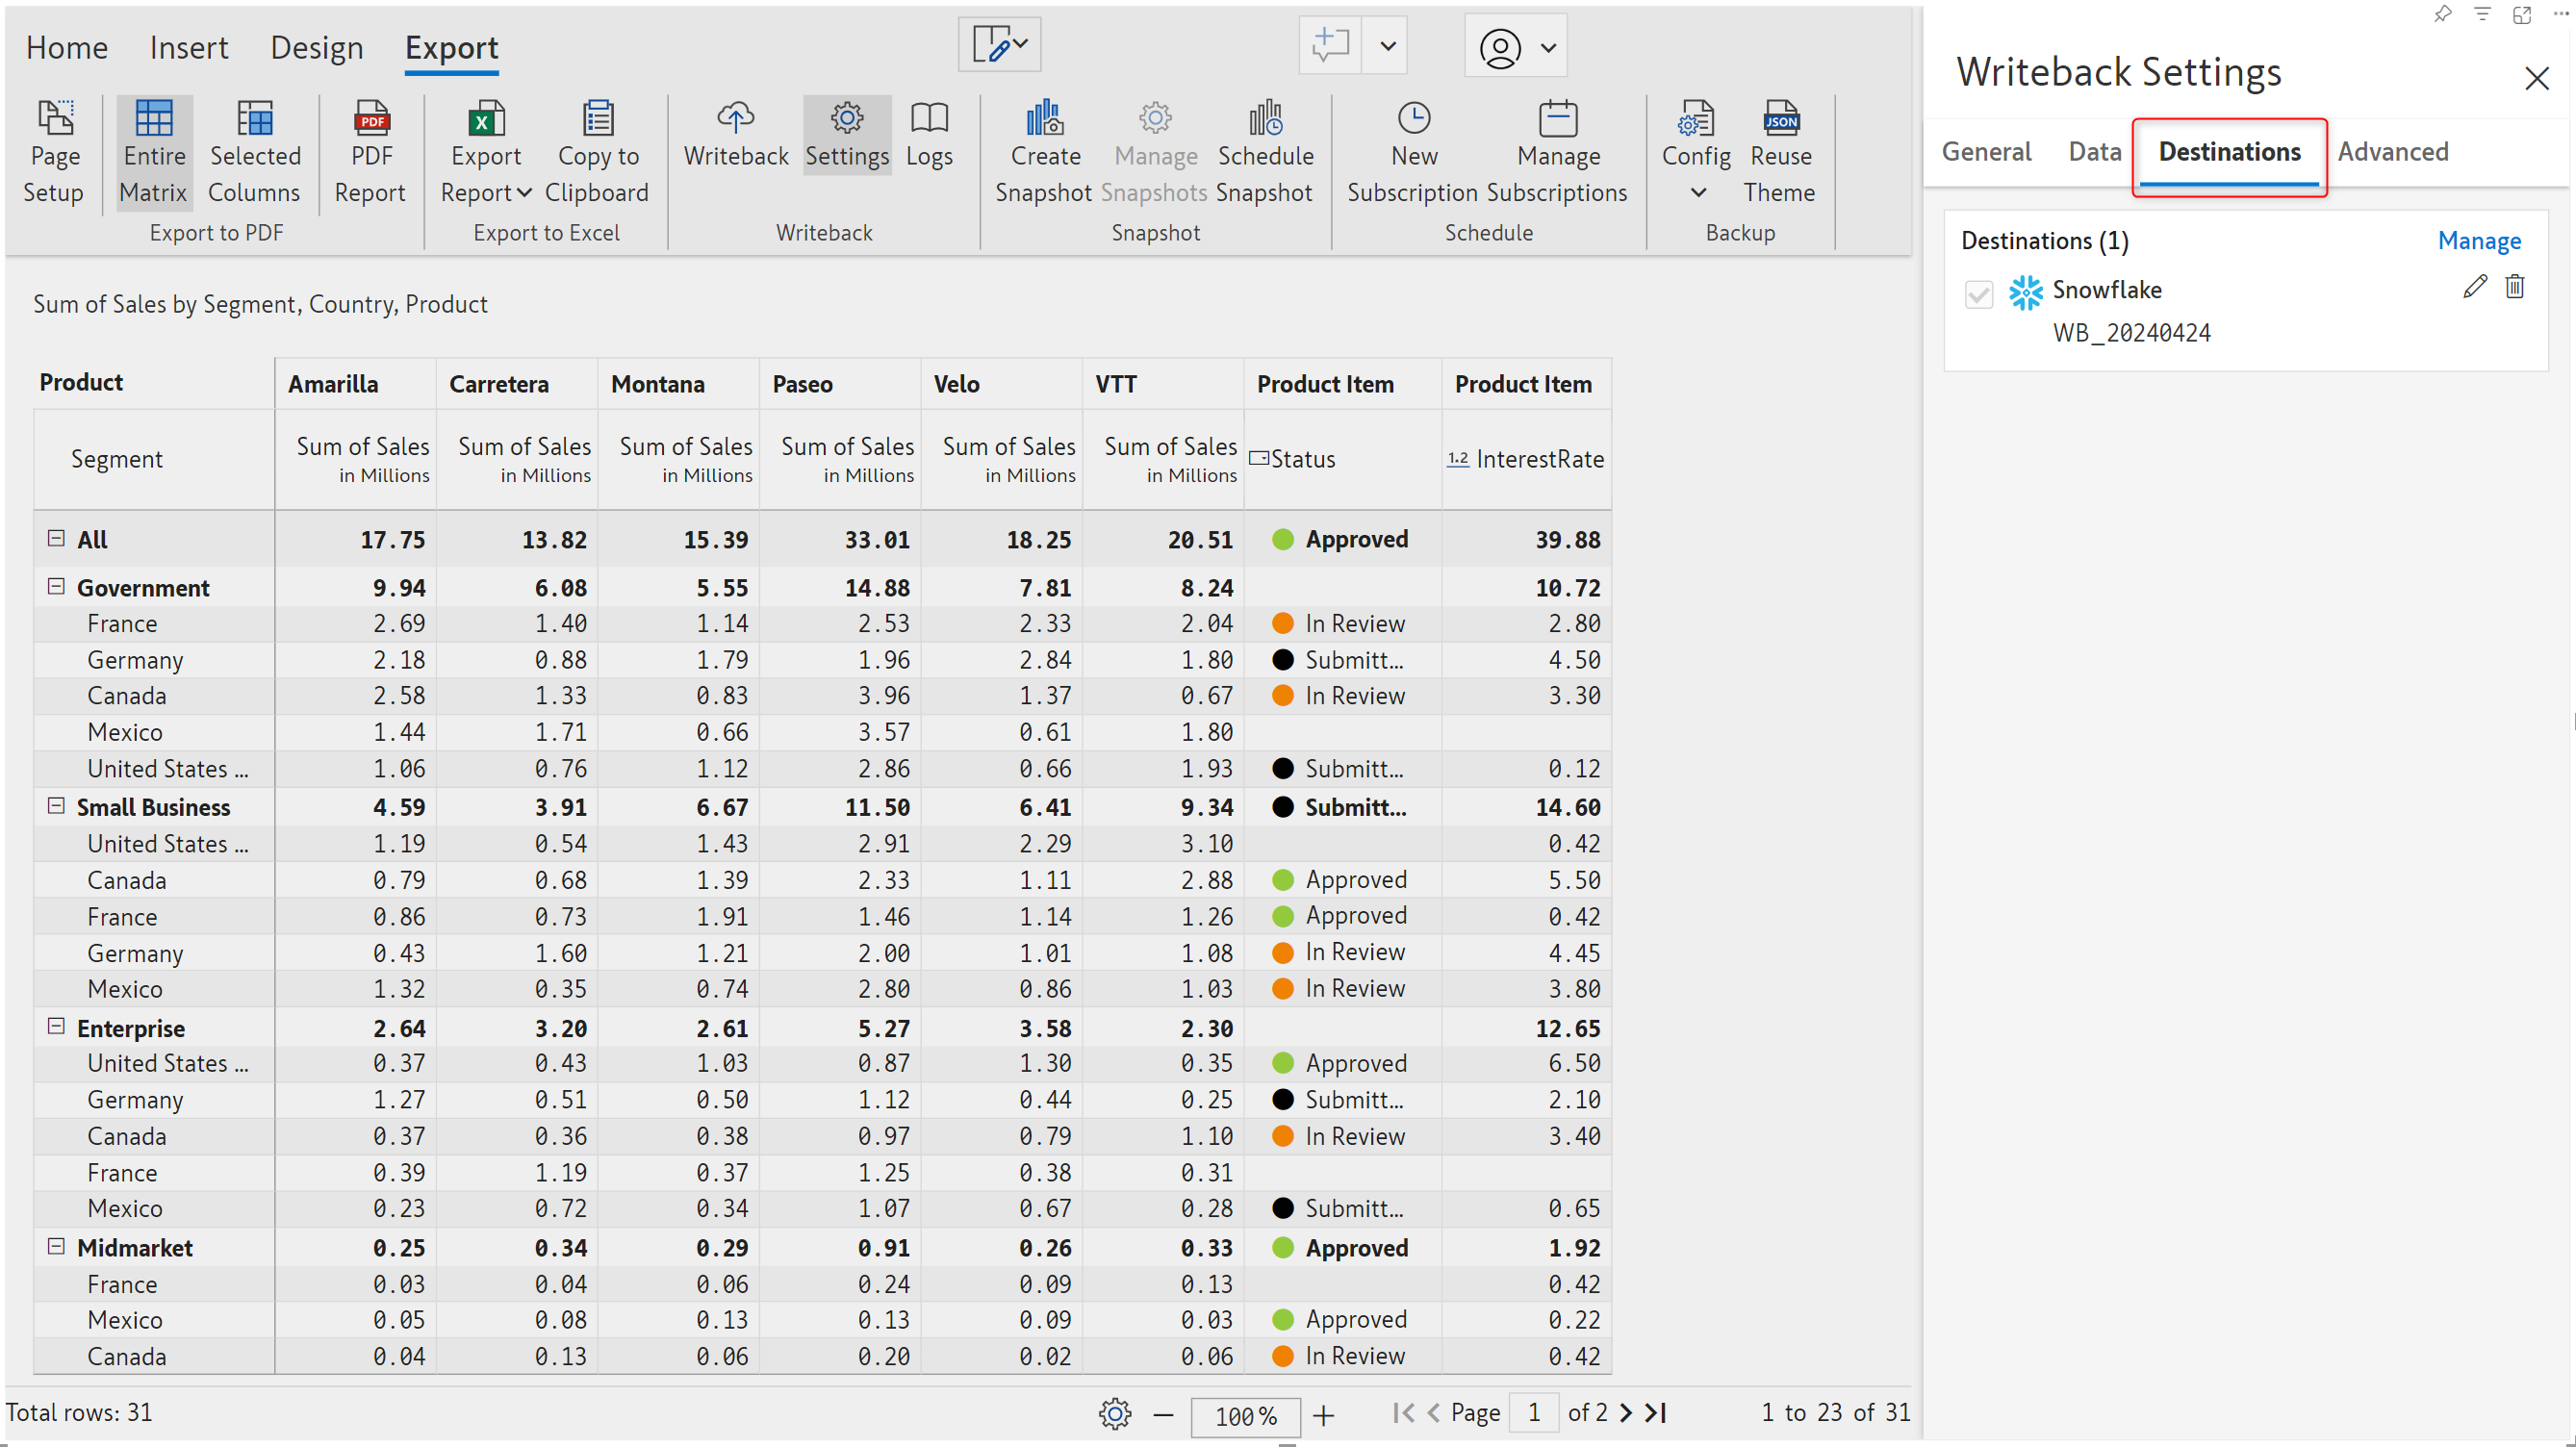 Home Insert Design Export
Page Setup
Entire Matrix
Selected Columns
Export to PDF
PDF Report
Export Report
Copy to Clipboard
Export to Excel
Writeback Settings Logs
Writeback
Create Snapshot
Manage Snapshots
Schedule Snapshot
Snapshot
New Subscription
Manage Subscriptions
Schedule
Config
JSON
Reuse Theme
Backup
Sum of Sales by Segment, Country, Product
Product Amarilla Carretera Montana Paseo Velo VTT Product Item Product Item
Segment Sum of Sales Sum of Sales Sum of Sales Sum of Sales Sum of Sales Sum of Sales Status 1.2 InterestRate
in Millions in Millions in Millions in Millions in Millions in Millions
All 17.75 13.82 15.39 33.01 18.25 20.51 Approved 39.88
Government 9.94 6.08 5.55 14.88 7.81 8.24 10.72
France 2.69 1.40 1.14 2.53 2.33 2.04 In Review 2.80
Germany 2.18 0.88 1.79 1.96 2.84 1.80 Submitt... 4.50
Canada 2.58 1.33 0.83 3.96 1.37 0.67 In Review 3.30
Mexico 1.44 1.71 0.66 3.57 0.61 1.80
United States ... 1.06 0.76 1.12 2.86 0.66 1.93 Submitt... 0.12
Small Business 4.59 3.91 6.67 11.50 6.41 9.34 Submitt... 14.60
United States ... 1.19 0.54 1.43 2.91 2.29 3.10 0.42
Canada 0.79 0.68 1.39 2.33 1.11 2.88 Approved 5.50
France 0.86 0.73 1.91 1.46 1.14 1.26 Approved 0.42
Germany 0.43 1.60 1.21 2.00 1.01 1.08 In Review 4.45
Mexico 1.32 0.35 0.74 2.80 0.86 1.03 In Review 3.80
Enterprise 2.64 3.20 2.61 5.27 3.58 2.30 12.65
United States ... 0.37 0.43 1.03 0.87 1.30 0.35 Approved 6.50
Germany 1.27 0.51 0.50 1.12 0.44 0.25 Submitt... 2.10
Canada 0.37 0.36 0.38 0.97 0.79 1.10 In Review 3.40
France 0.39 1.19 0.37 1.25 0.38 0.31
Mexico 0.23 0.72 0.34 1.07 0.67 0.28 Submitt... 0.65
Midmarket 0.25 0.34 0.29 0.91 0.26 0.33 Approved 1.92
France 0.03 0.04 0.06 0.24 0.09 0.13 0.42
Mexico 0.05 0.08 0.13 0.13 0.09 0.03 Approved 0.22
Canada 0.04 0.13 0.06 0.20 0.02 0.06 In Review 0.42
Total rows: 31 100% Page 1 of 2 1 to 23 of 31
Writeback Settings
General Data Destinations Advanced
Destinations (1) Manage
Snowflake
WB_20240424